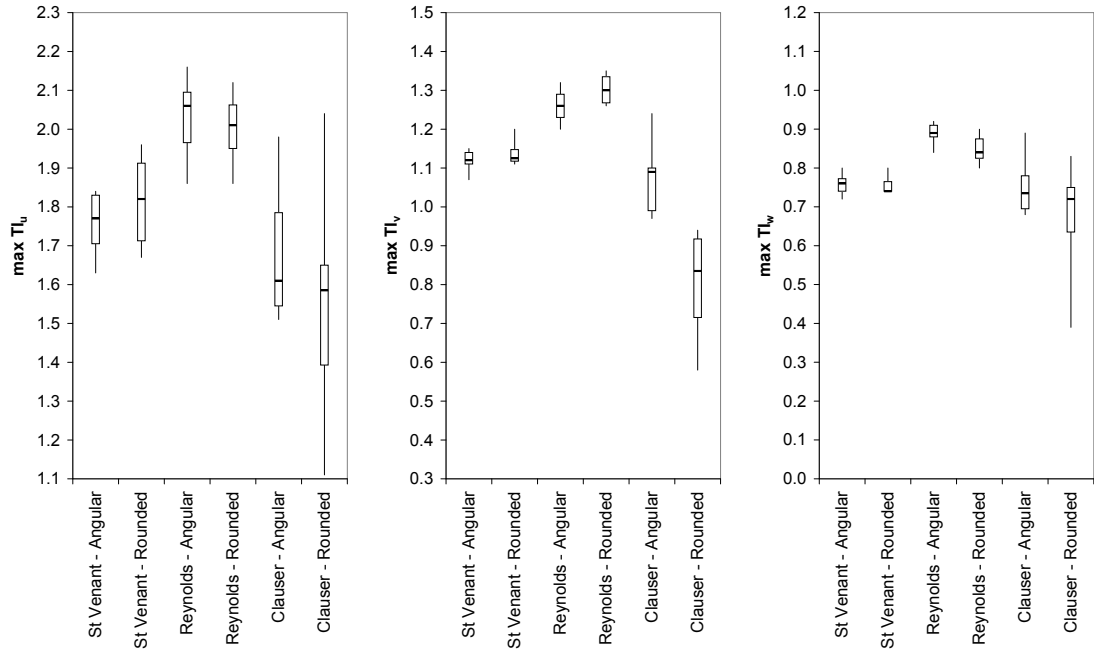 max TIu
2.3
2.2
2.1
2.0
1.9
1.8
1.7
1.6
1.5
1.4
1.3
1.2
1.1
St Venant - Angular
St Venant - Rounded
Reynolds - Angular
Reynolds - Rounded
Clauser - Angular
Clauser - Rounded
max TIv
1.5
1.4
1.3
1.2
1.1
1.0
0.9
0.8
0.7
0.6
0.5
0.4
0.3
St Venant - Angular
St Venant - Rounded
Reynolds - Angular
Reynolds - Rounded
Clauser - Angular
Clauser - Rounded
max TIw
1.2
1.1
1.0
0.9
0.8
0.7
0.6
0.5
0.4
0.3
0.2
0.1
0.0
St Venant - Angular
St Venant - Rounded
Reynolds - Angular
Reynolds - Rounded
Clauser - Angular
Clauser - Rounded